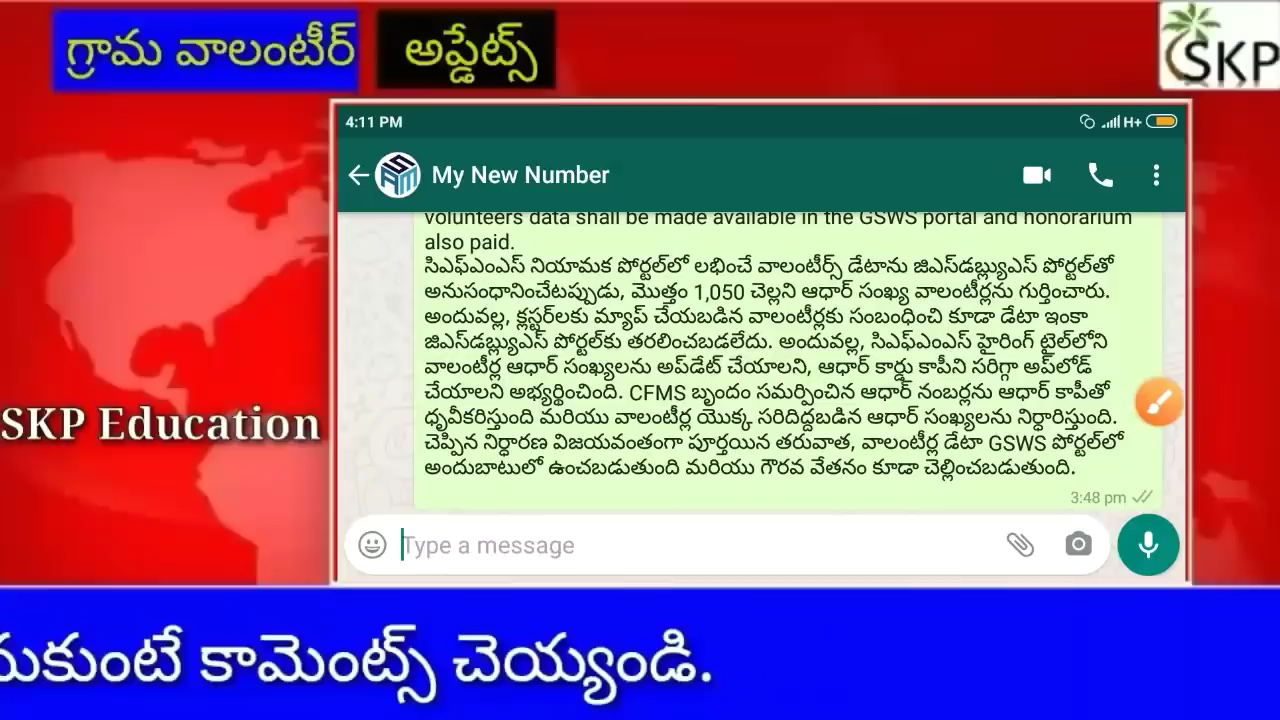 గ్రామ వాలంటీర్ అప్డేట్స్
SKP
4:11 PM
H+
My New Number
volunteers data shall be made available in the GSWS portal and honorarium
also paid.
సిఎఫ్ఎంఎస్ నియామక పోర్టల్‌లో లభించే వాలంటీర్స్ డేటాను జిఎస్‌డబ్ల్యుఎస్ పోర్టల్‌తో
అనుసంధానించేటప్పుడు, మొత్తం 1,050 చెల్లని ఆధార్ సంఖ్య వాలంటీర్లను గుర్తించారు.
అందువల్ల, క్లస్టర్‌లకు మ్యాప్ చేయబడిన వాలంటీర్లకు సంబంధించి కూడా డేటా ఇంకా
జిఎస్‌డబ్ల్యుఎస్ పోర్టల్‌కు తరలించబడలేదు. అందువల్ల, సిఎఫ్ఎంఎస్ హైరింగ్ టైల్‌లోని
వాలంటీర్ల ఆధార్ సంఖ్యలను అప్‌డేట్ చేయాలని, ఆధార్ కార్డు కాపీని సరిగ్గా అప్‌లోడ్
చేయాలని అభ్యర్థించింది. CFMS బృందం సమర్పించిన ఆధార్ నంబర్లను ఆధార్ కాపీతో
ధృవీకరిస్తుంది మరియు వాలంటీర్ల యొక్క సరిదిద్దబడిన ఆధార్ సంఖ్యలను నిర్ధారిస్తుంది.
చెప్పిన నిర్ధారణ విజయవంతంగా పూర్తయిన తరువాత, వాలంటీర్ల డేటా GSWS పోర్టల్‌లో
అందుబాటులో ఉంచబడుతుంది మరియు గౌరవ వేతనం కూడా చెల్లించబడుతుంది.
3:48 pm
SKP Education
Type a message
కామెంట్స్ చెయ్యండి.